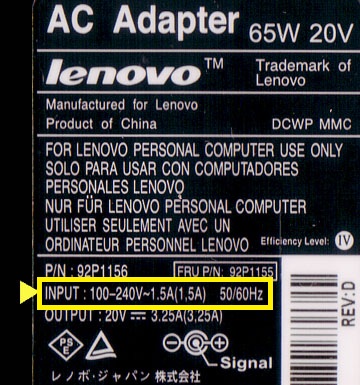 AC Adapter 65W 20V
lenovo™ Trademark of Lenovo
Manufactured for Lenovo
Product of China DCWP MMC
FOR LENOVO PERSONAL COMPUTER USE ONLY
SOLO PARA USAR CON COMPUTADORES
PERSONALES LENOVO
NUR FÜR LENOVO PERSONAL COMPUTER
UTILISER SEULEMENT AVEC UN
ORDINATEUR PERSONNEL LENOVO Efficiency Level: IV
P/N : 92P1156 FRU P/N: 92P1155
INPUT : 100–240V~1.5A(1,5A) 50/60Hz
OUTPUT : 20V ⎓ 3.25A(3,25A)
PSE
Signal
レノボ・ジャパン 株式会社
REV:D